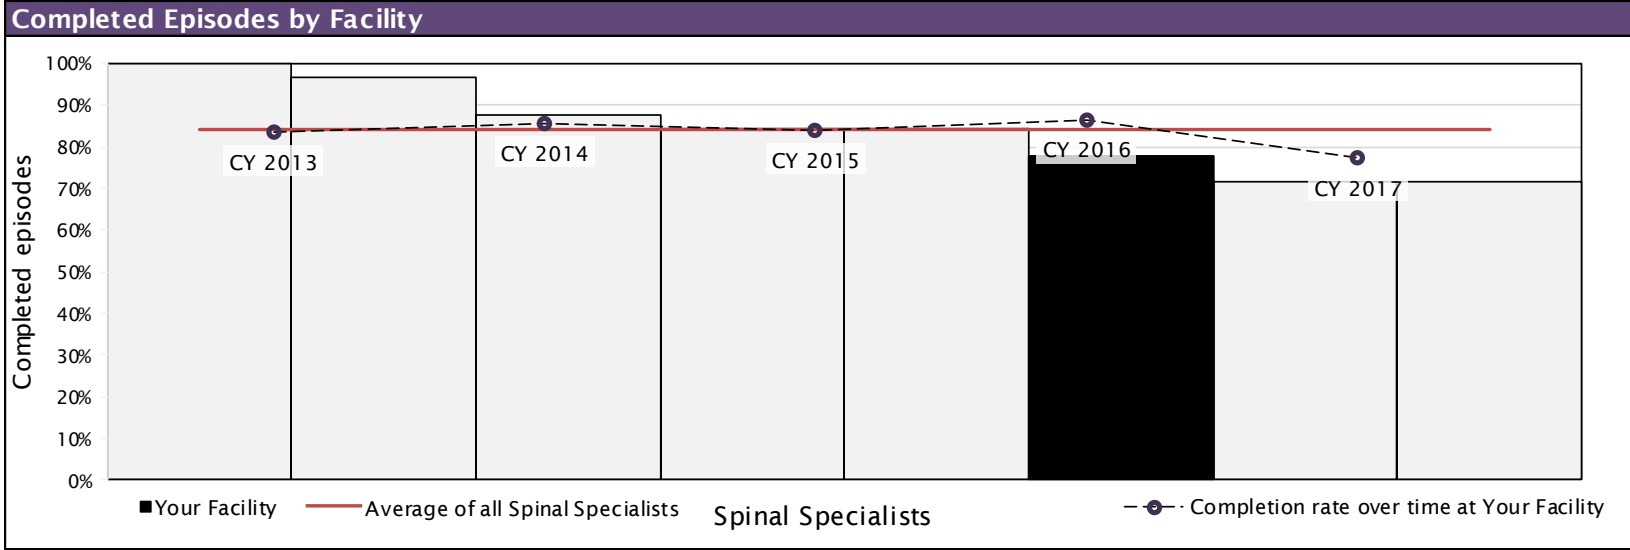 Completed Episodes by Facility
Completed episodes
100%
90%
80%
70%
60%
50%
40%
30%
20%
10%
0%
CY 2013
CY 2014
CY 2015
CY 2016
CY 2017
Your Facility
Average of all Spinal Specialists
Spinal Specialists
Completion rate over time at Your Facility